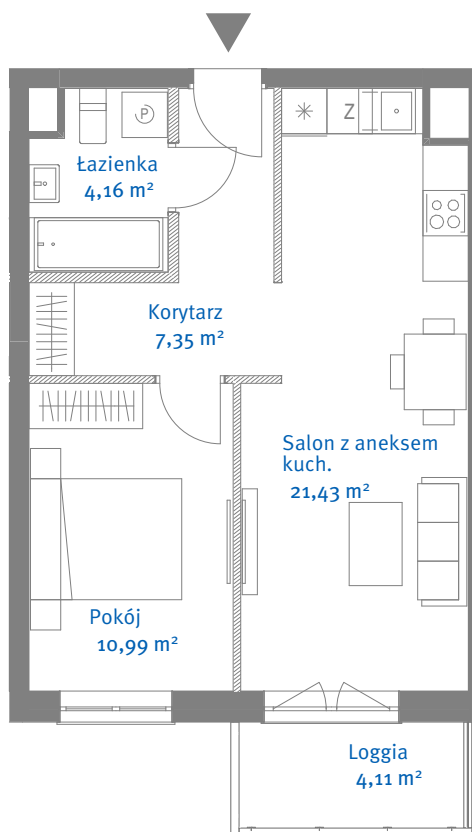 P
Z
Łazienka
4,16 m²
Korytarz
7,35 m²
Salon z aneksem
kuch.
21,43 m²
Pokój
10,99 m²
Loggia
4,11 m²